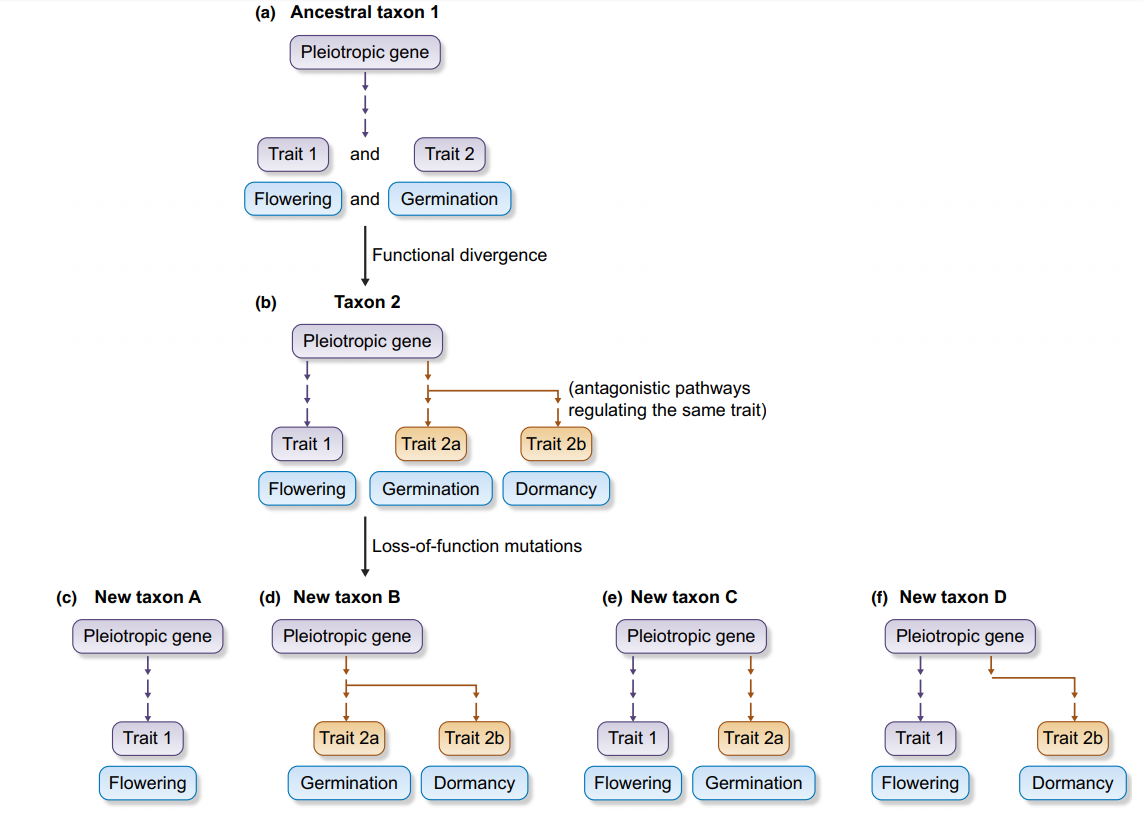 (a) Ancestral taxon 1
Pleiotropic gene
Trait 1 and Trait 2
Flowering and Germination
Functional divergence
(b) Taxon 2
Pleiotropic gene
(antagonistic pathways
regulating the same trait)
Trait 1 Trait 2a Trait 2b
Flowering Germination Dormancy
Loss-of-function mutations
(c) New taxon A (d) New taxon B (e) New taxon C (f) New taxon D
Pleiotropic gene Pleiotropic gene Pleiotropic gene Pleiotropic gene
Trait 1 Trait 2a Trait 2b Trait 1 Trait 2a Trait 1 Trait 2b
Flowering Germination Dormancy Flowering Germination Flowering Dormancy